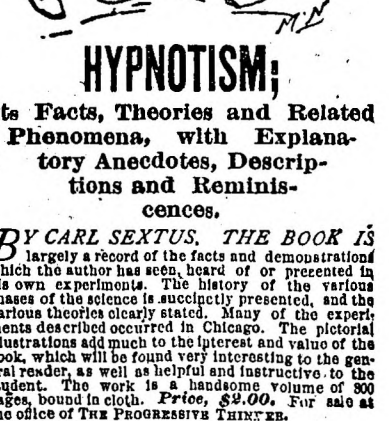 M N
HYPNOTISM;
ts Facts, Theories and Related
Phenomena, with Explana-
tory Anecdotes, Descrip-
tions and Reminis-
cences.
BY CARL SEXTUS. THE BOOK IS
largely a record of the facts and demonstrations
hich the author has seen, heard of or presented in
is own experiments. The history of the various
hases of the science is succinctly presented, and the
arious theories clearly stated. Many of the experi-
ents described occurred in Chicago. The pictorial
llustrations add much to the interest and value of the
ook, which will be found very interesting to the gen-
ral reader, as well as helpful and instructive to the
udent. The work is a handsome volume of 300
ages, bound in cloth. Price, $2.00. For sale at
he office of THE PROGRESSIVE THINKER.